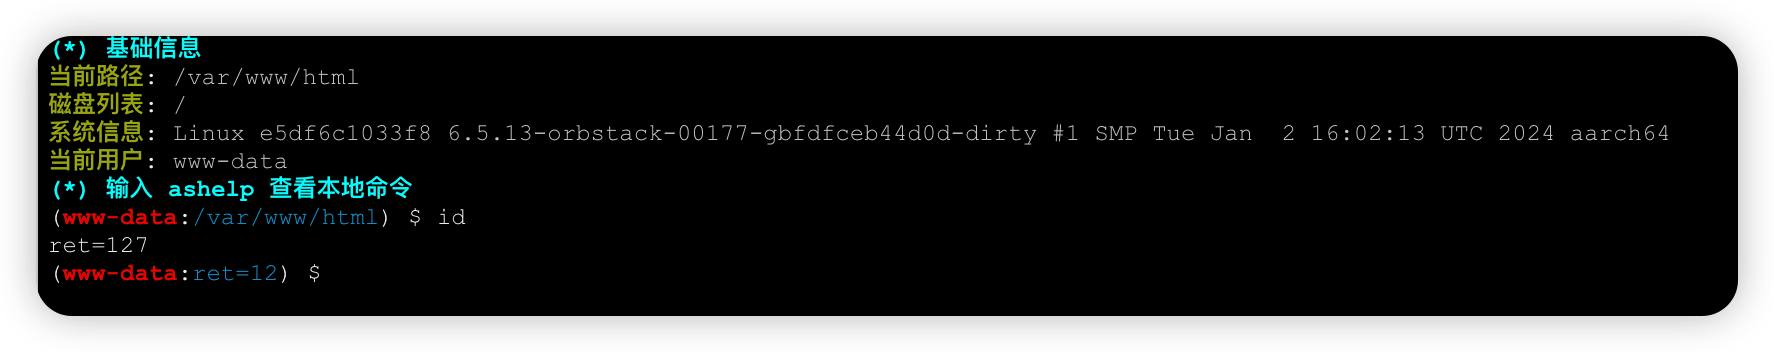 (*) 基础信息
当前路径: /var/www/html
磁盘列表: /
系统信息: Linux e5df6c1033f8 6.5.13-orbstack-00177-gbfdfceb44d0d-dirty #1 SMP Tue Jan  2 16:02:13 UTC 2024 aarch64
当前用户: www-data
(*) 输入 ashelp 查看本地命令
(www-data:/var/www/html) $ id
ret=127
(www-data:ret=12) $